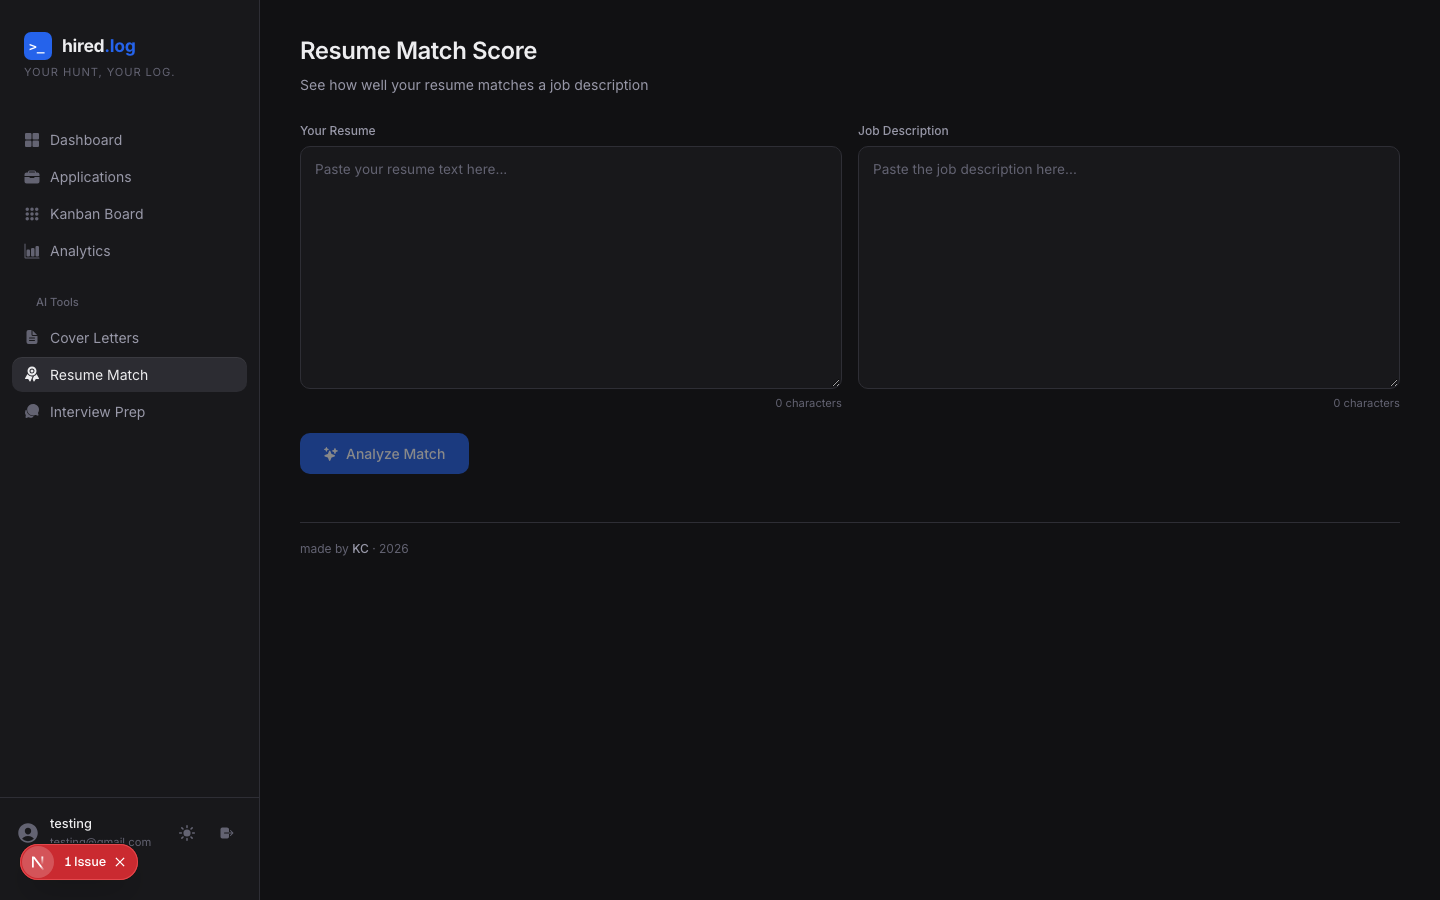 >_ hired.log
YOUR HUNT, YOUR LOG.
Dashboard
Applications
Kanban Board
Analytics
AI Tools
Cover Letters
Resume Match
Interview Prep
testing
testing@gmail.com
N 1 Issue
Resume Match Score
See how well your resume matches a job description
Your Resume
Paste your resume text here...
0 characters
Job Description
Paste the job description here...
0 characters
Analyze Match
made by KC · 2026